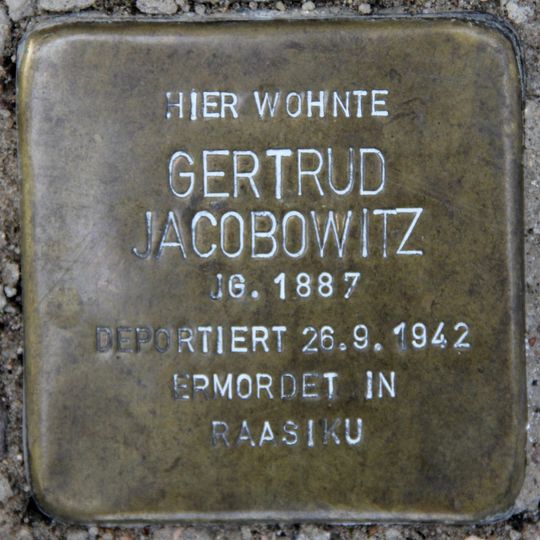 HIER WOHNTE
GERTRUD
JACOBOWITZ
JG. 1887
DEPORTIERT 26.9.1942
ERMORDET IN
RAASIKU